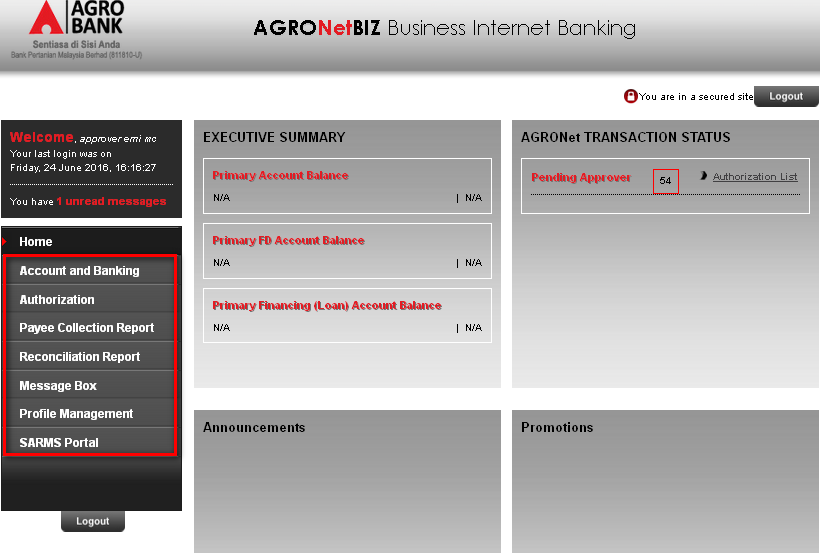 AGRO
BANK
Sentiasa di Sisi Anda
Bank Pertanian Malaysia Berhad (811810-U)
AGRONetBIZ Business Internet Banking
You are in a secured site
Logout
Welcome, approver emi mc
Your last login was on
Friday, 24 June 2016, 16:16:27
You have 1 unread messages
Home
Account and Banking
Authorization
Payee Collection Report
Reconciliation Report
Message Box
Profile Management
SARMS Portal
Logout
EXECUTIVE SUMMARY
Primary Account Balance
N/A | N/A
Primary FD Account Balance
N/A | N/A
Primary Financing (Loan) Account Balance
N/A | N/A
AGRONet TRANSACTION STATUS
Pending Approver 54 Authorization List
Announcements
Promotions